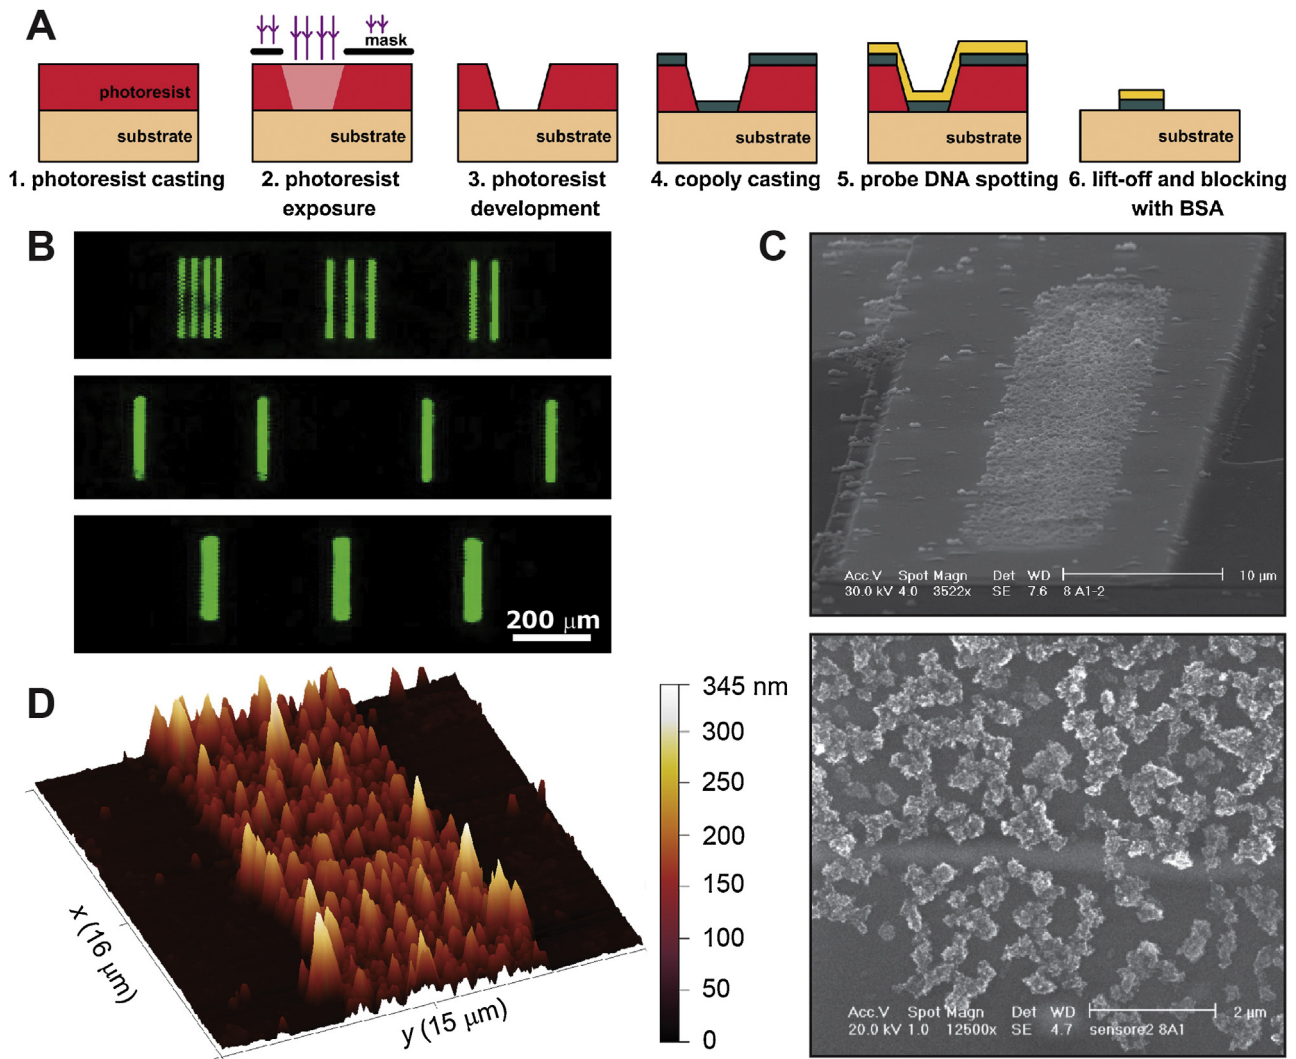 A
mask
photoresist
substrate
substrate
substrate
substrate
substrate
substrate
1. photoresist casting
2. photoresist
exposure
3. photoresist
development
4. copoly casting
5. probe DNA spotting
6. lift-off and blocking
with BSA
B
200 μm
C
Acc.V Spot Magn Det WD 10 μm
30.0 kV 4.0 3522x SE 7.6 8 A1-2
D
345 nm
300
250
200
150
100
50
0
x (16 μm)
y (15 μm)
Acc.V Spot Magn Det WD 2 μm
20.0 kV 1.0 12500x SE 4.7 sensore2 8A1